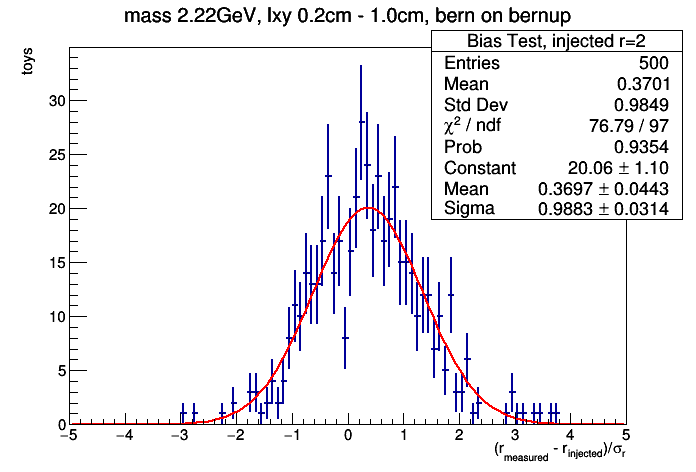 mass 2.22GeV, lxy 0.2cm - 1.0cm, bern on bernup
Bias Test, injected r=2
Entries 500
Mean 0.3701
Std Dev 0.9849
χ² / ndf 76.79 / 97
Prob 0.9354
Constant 20.06 ± 1.10
Mean 0.3697 ± 0.0443
Sigma 0.9883 ± 0.0314
toys
30
25
20
15
10
5
0
−5 −4 −3 −2 −1 0 1 2 3 4 5
(r_measured - r_injected)/σ_r